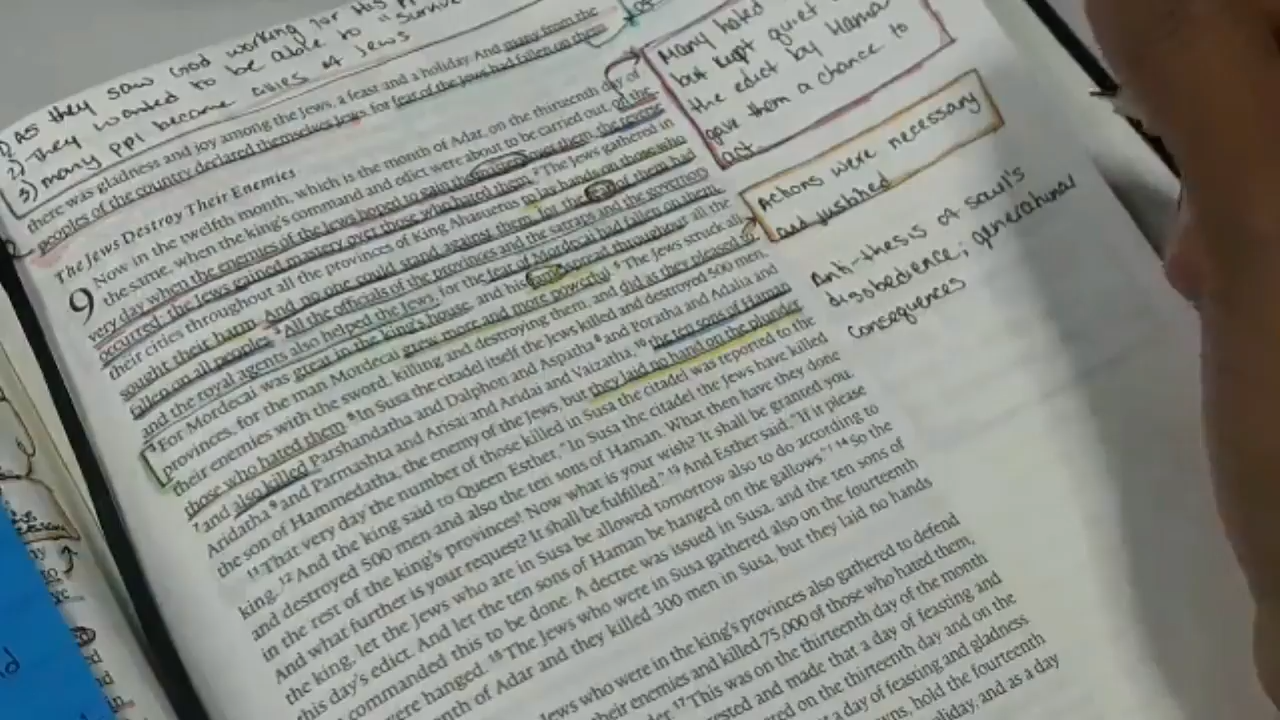 1) As they saw God working for His
2) They wanted to be able to "survive"
3) many ppl became allies of Jews
there was gladness and joy among the Jews, a feast and a holiday. And many from the
peoples of the country declared themselves Jews, for fear of the Jews had fallen on them
The Jews Destroy Their Enemies
9 Now in the twelfth month, which is the month of Adar, on the thirteenth day of
the same, when the king's command and edict were about to be carried out, on the
very day when the enemies of the Jews hoped to gain over them, the reverse
occurred: the Jews gained mastery over those who hated them. ² The Jews gathered in
their cities throughout all the provinces of King Ahasuerus to lay hands on those who
sought their harm. And no one could stand against them, for the of them had
fallen on all peoples. ³ All the officials of the provinces and the satraps and the governors
and the royal agents also helped the Jews, for the fear of Mordecai had fallen on them.
⁴ For Mordecai was great in the king's house, and his spread throughout all the
provinces, for the man Mordecai grew more and more powerful. ⁵ The Jews struck all
their enemies with the sword, killing and destroying them, and did as they pleased to
those who hated them. ⁶ In Susa the citadel itself the Jews killed and destroyed 500 men,
⁷ and also killed Parshandatha and Dalphon and Aspatha ⁸ and Poratha and Adalia and
Aridatha ⁹ and Parmashta and Arisai and Aridai and Vaizatha, ¹⁰ the ten sons of Haman
the son of Hammedatha, the enemy of the Jews, but they laid no hand on the plunder.
¹¹ That very day the number of those killed in Susa the citadel was reported to the
king. ¹² And the king said to Queen Esther, "In Susa the citadel the Jews have killed
and destroyed 500 men and also the ten sons of Haman. What then have they done
in the rest of the king's provinces! Now what is your wish? It shall be granted you.
And what further is your request? It shall be fulfilled." ¹³ And Esther said, "If it please
the king, let the Jews who are in Susa be allowed tomorrow also to do according to
this day's edict. And let the ten sons of Haman be hanged on the gallows." ¹⁴ So the
commanded this to be done. A decree was issued in Susa, and the ten sons of
were hanged. ¹⁵ The Jews who were in Susa gathered also on the fourteenth
month of Adar and they killed 300 men in Susa, but they laid no hands
Jews who were in the king's provinces also gathered to defend
their enemies and killed 75,000 of those who hated them,
¹⁷ This was on the thirteenth day of the month
rested and made that a day of feasting and
on the thirteenth day and on the
a day of feasting and gladness
hold the fourteenth
holiday, and as a day
Many hated
but kept quiet
the edict by Haman
gave them a chance to
act.
Actions were necessary
and justified
Anti-thesis of Saul's
disobedience; generational
consequences